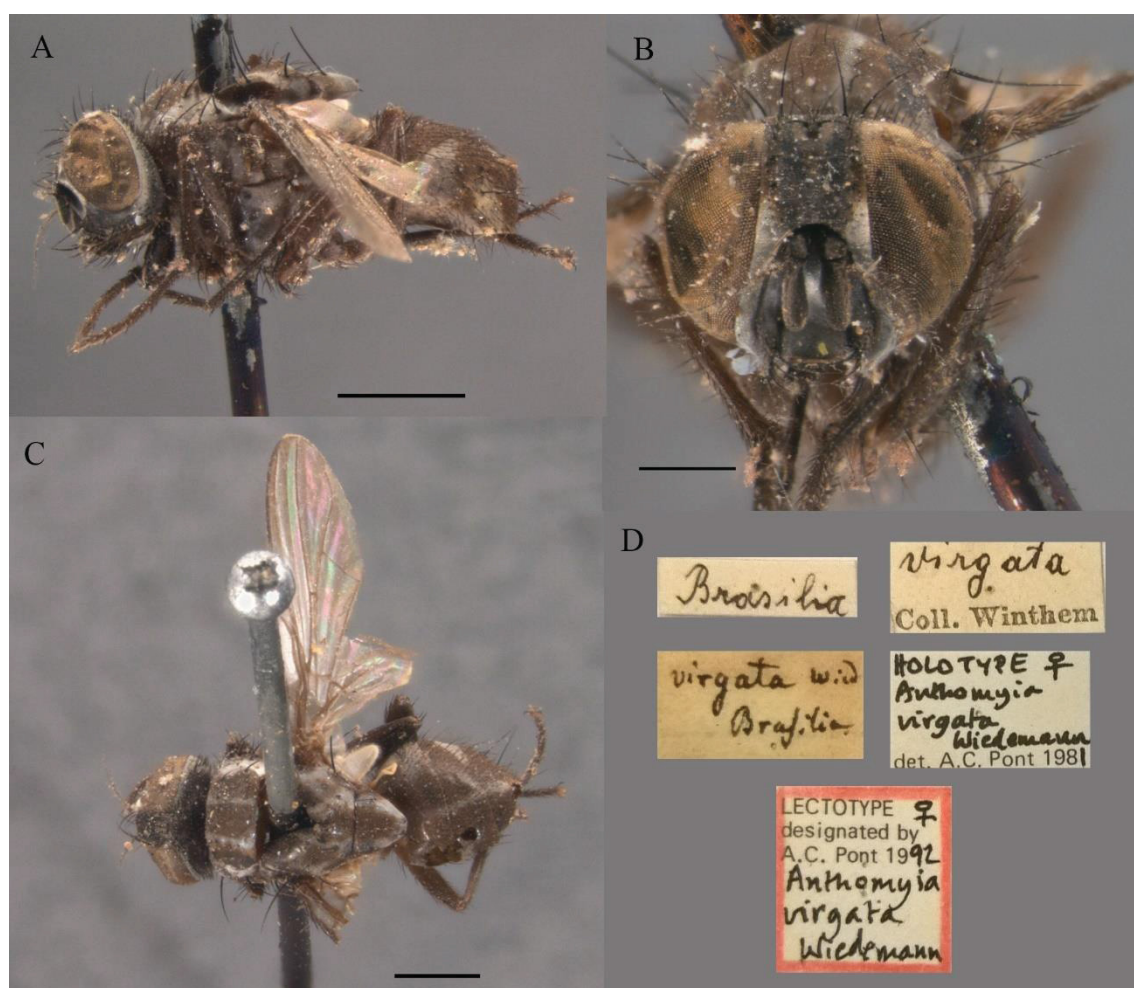 A
B
C
D
Brasilia
virgata
Coll. Winthem
virgata Wied
Brasilia
HOLOTYPE ♀
Anthomyia
virgata
Wiedemann
det. A.C. Pont 1981
LECTOTYPE ♀
designated by
A.C. Pont 1992
Anthomyia
virgata
Wiedemann